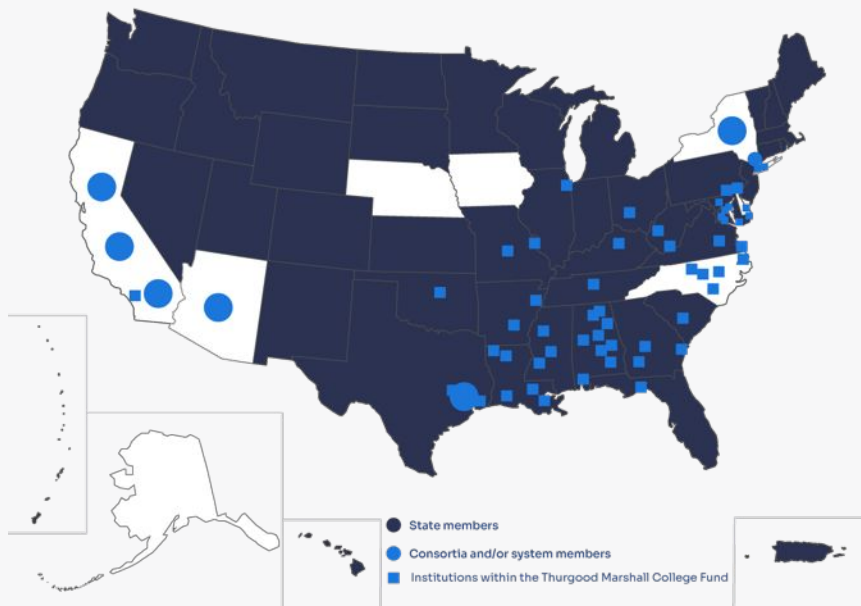 State members
Consortia and/or system members
Institutions within the Thurgood Marshall College Fund